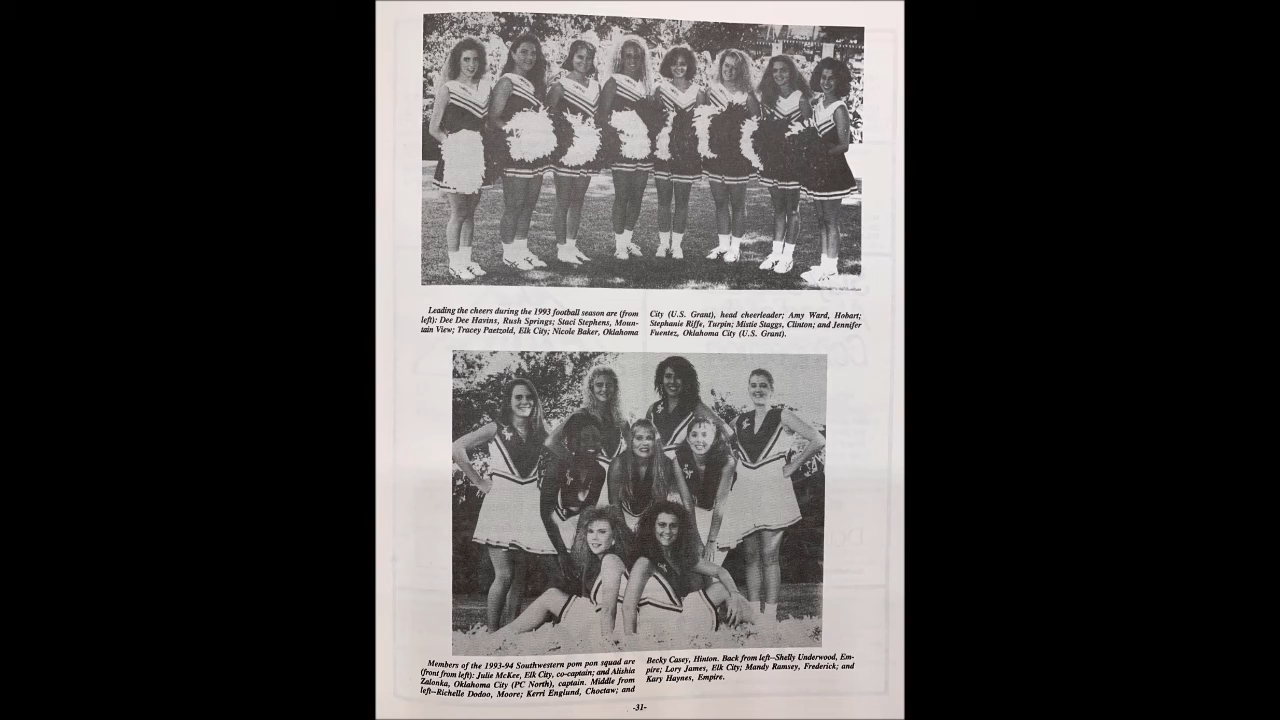 Leading the cheers during the 1993 football season are (from
left): Dee Dee Havins, Rush Springs; Staci Stephens, Moun-
tain View; Tracey Paetzold, Elk City; Nicole Baker, Oklahoma
City (U.S. Grant), head cheerleader; Amy Ward, Hobart;
Stephanie Riffe, Turpin; Mistie Staggs, Clinton; and Jennifer
Fuentez, Oklahoma City (U.S. Grant).
Members of the 1993-94 Southwestern pom pon squad are
(front from left): Julie McKee, Elk City, co-captain; and Alishia
Zalonka, Oklahoma City (PC North), captain. Middle from
left--Richelle Dodoo, Moore; Kerri Englund, Choctaw; and
Becky Casey, Hinton. Back from left--Shelly Underwood, Em-
pire; Lory James, Elk City; Mandy Ramsey, Frederick; and
Kary Haynes, Empire.
-31-